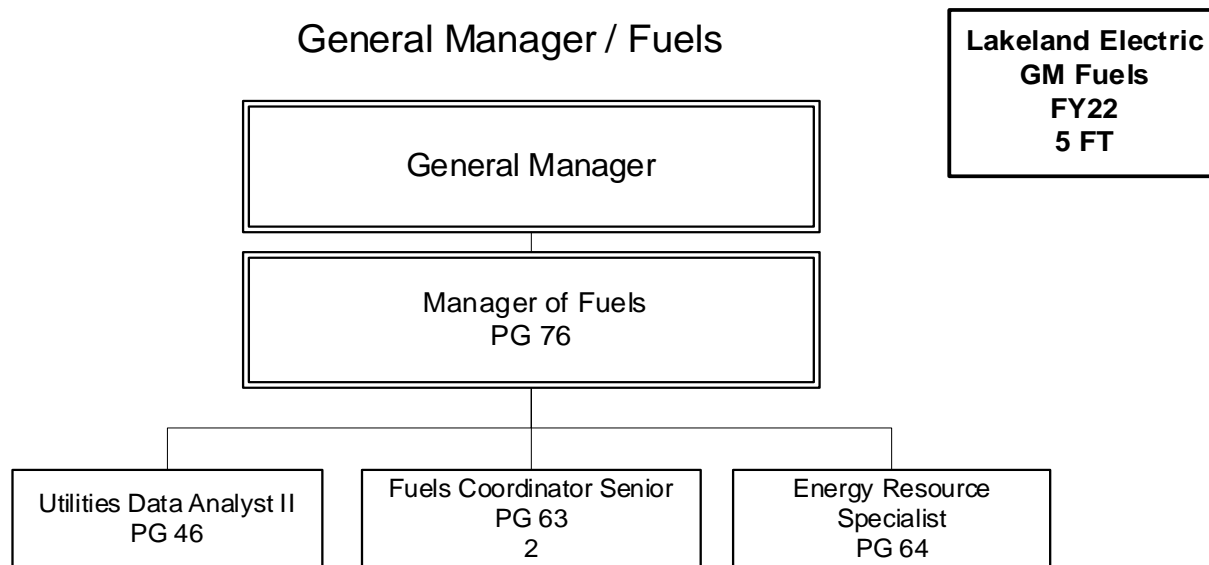 General Manager / Fuels
Lakeland Electric
GM Fuels
FY22
5 FT
General Manager
Manager of Fuels
PG 76
Utilities Data Analyst II
PG 46
Fuels Coordinator Senior
PG 63
2
Energy Resource
Specialist
PG 64